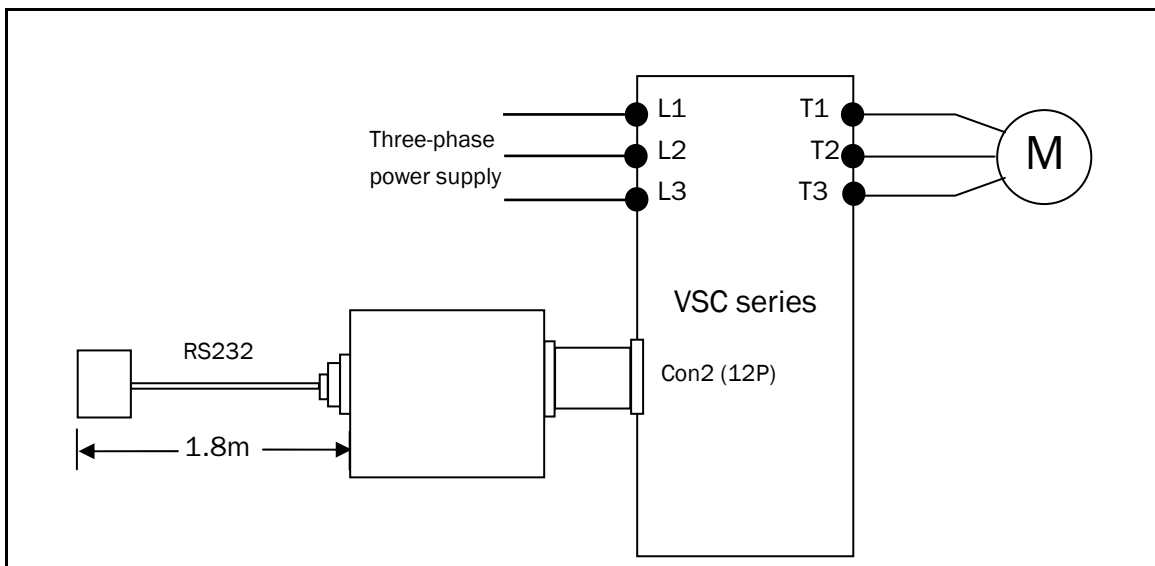 L1 T1
Three-phase L2 T2 M
power supply L3 T3
VSC series
RS232 Con2 (12P)
1.8m